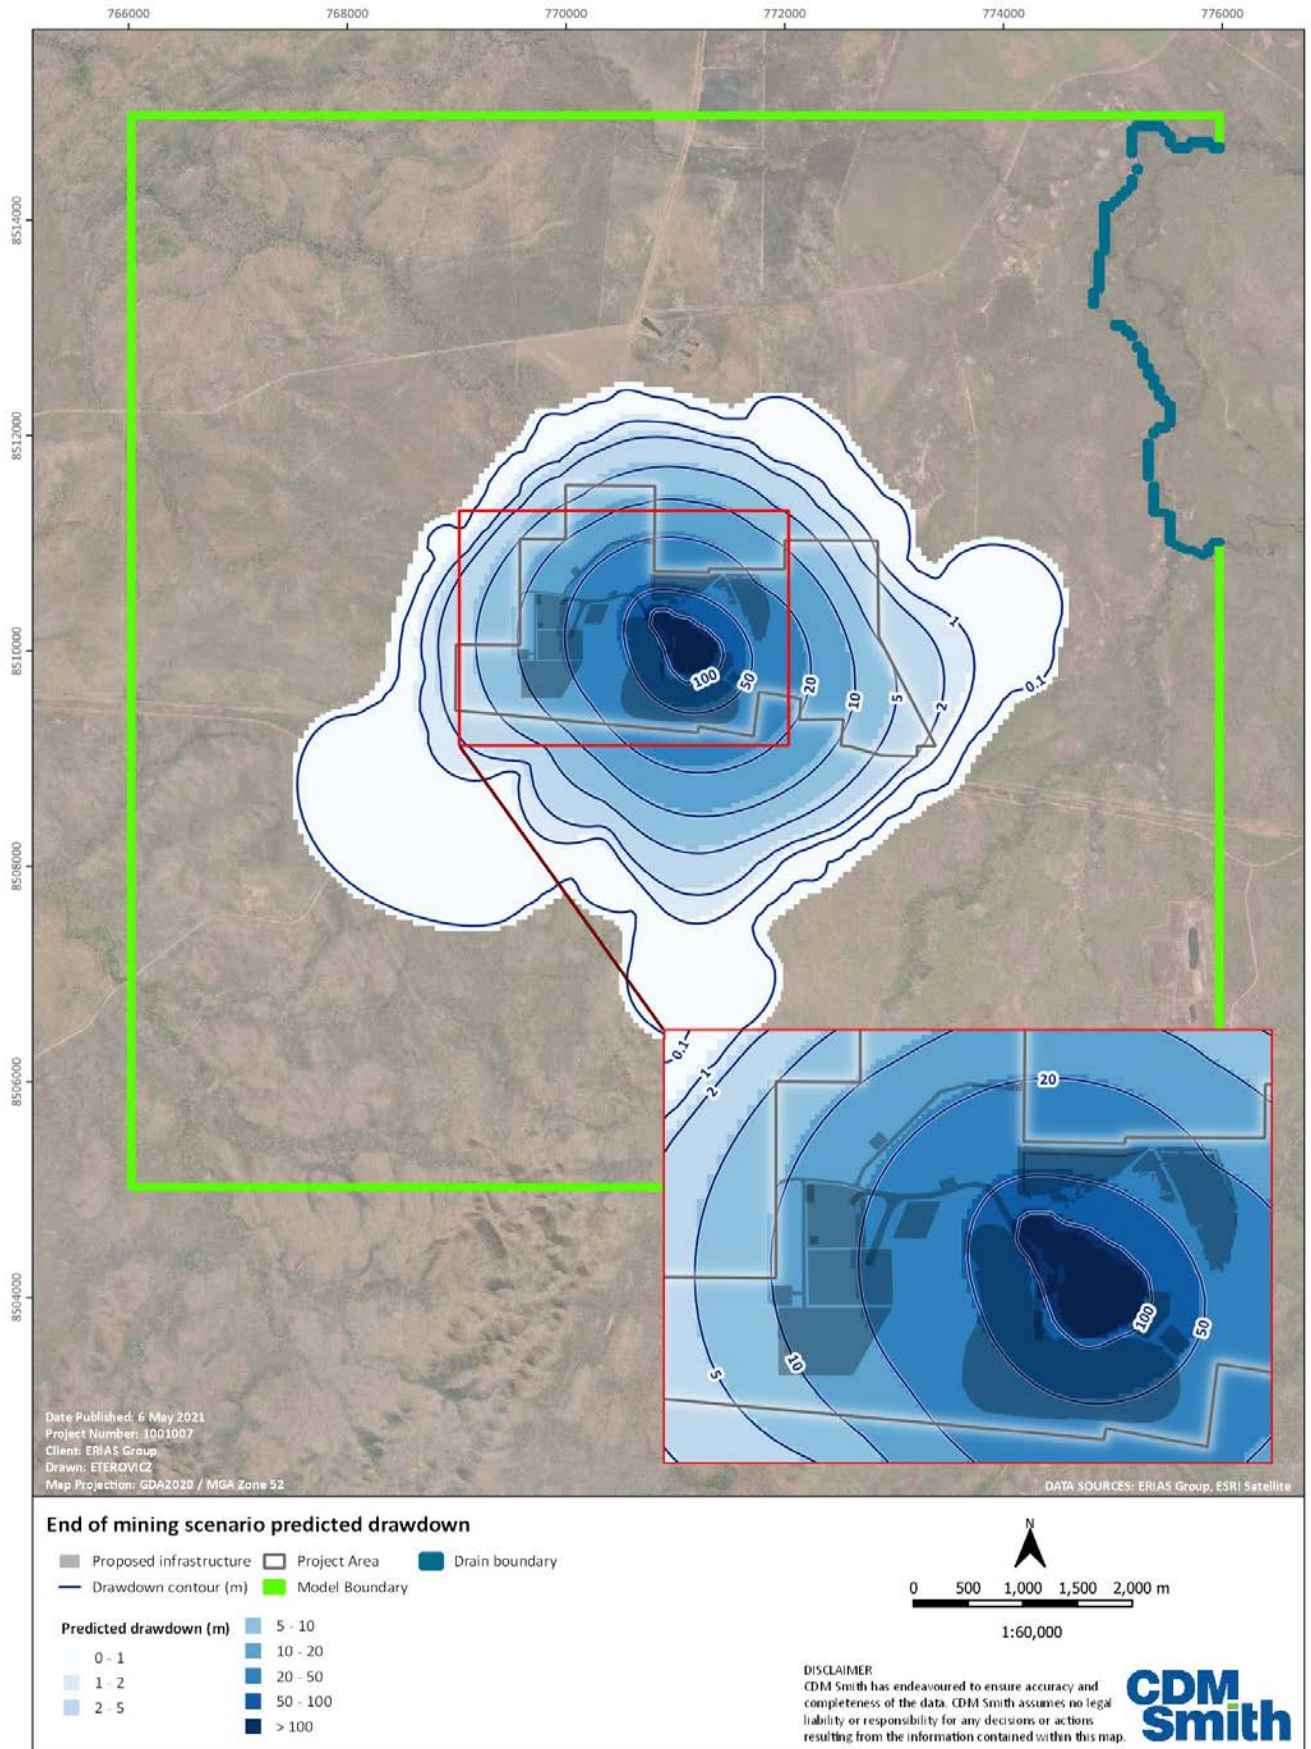 766000 768000 770000 772000 774000 776000
8514000
8512000
8510000
8508000
8506000
8504000
1
0.1
100
50
20
10
5
2
0.1
1
2
20
100
50
10
5
Date Published: 6 May 2021
Project Number: 1001007
Client: ERIAS Group
Drawn: ETEROVICZ
Map Projection: GDA2020 / MGA Zone 52
DATA SOURCES: ERIAS Group, ESRI Satellite
End of mining scenario predicted drawdown
Proposed infrastructure Project Area Drain boundary
Drawdown contour (m) Model Boundary
Predicted drawdown (m)
0 - 1
1 - 2
2 - 5
5 - 10
10 - 20
20 - 50
50 - 100
> 100
N
0 500 1,000 1,500 2,000 m
1:60,000
DISCLAIMER
CDM Smith has endeavoured to ensure accuracy and
completeness of the data. CDM Smith assumes no legal
liability or responsibility for any decisions or actions
resulting from the information contained within this map.
CDM
Smith